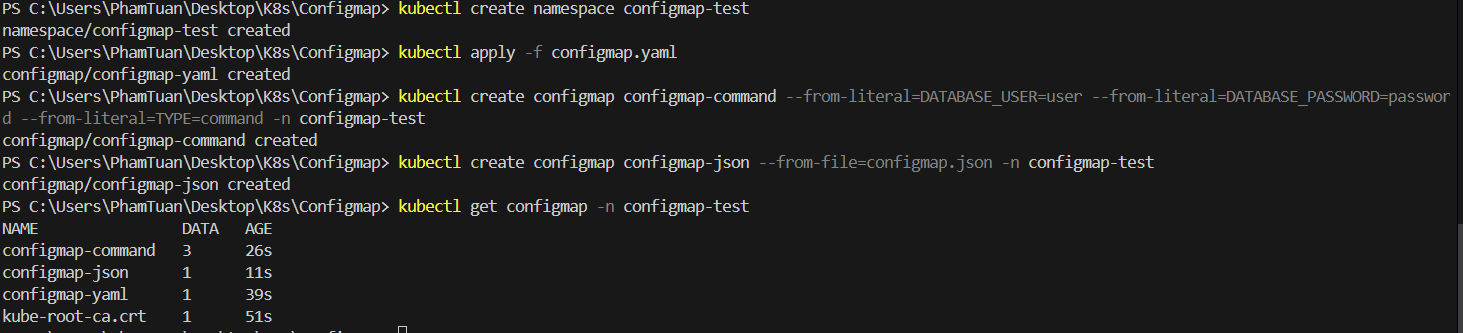 PS C:\Users\PhamTuan\Desktop\K8s\Configmap> kubectl create namespace configmap-test
namespace/configmap-test created
PS C:\Users\PhamTuan\Desktop\K8s\Configmap> kubectl apply -f configmap.yaml
configmap/configmap-yaml created
PS C:\Users\PhamTuan\Desktop\K8s\Configmap> kubectl create configmap configmap-command --from-literal=DATABASE_USER=user --from-literal=DATABASE_PASSWORD=passwor
d --from-literal=TYPE=command -n configmap-test
configmap/configmap-command created
PS C:\Users\PhamTuan\Desktop\K8s\Configmap> kubectl create configmap configmap-json --from-file=configmap.json -n configmap-test
configmap/configmap-json created
PS C:\Users\PhamTuan\Desktop\K8s\Configmap> kubectl get configmap -n configmap-test
NAME DATA AGE
configmap-command 3 26s
configmap-json 1 11s
configmap-yaml 1 39s
kube-root-ca.crt 1 51s